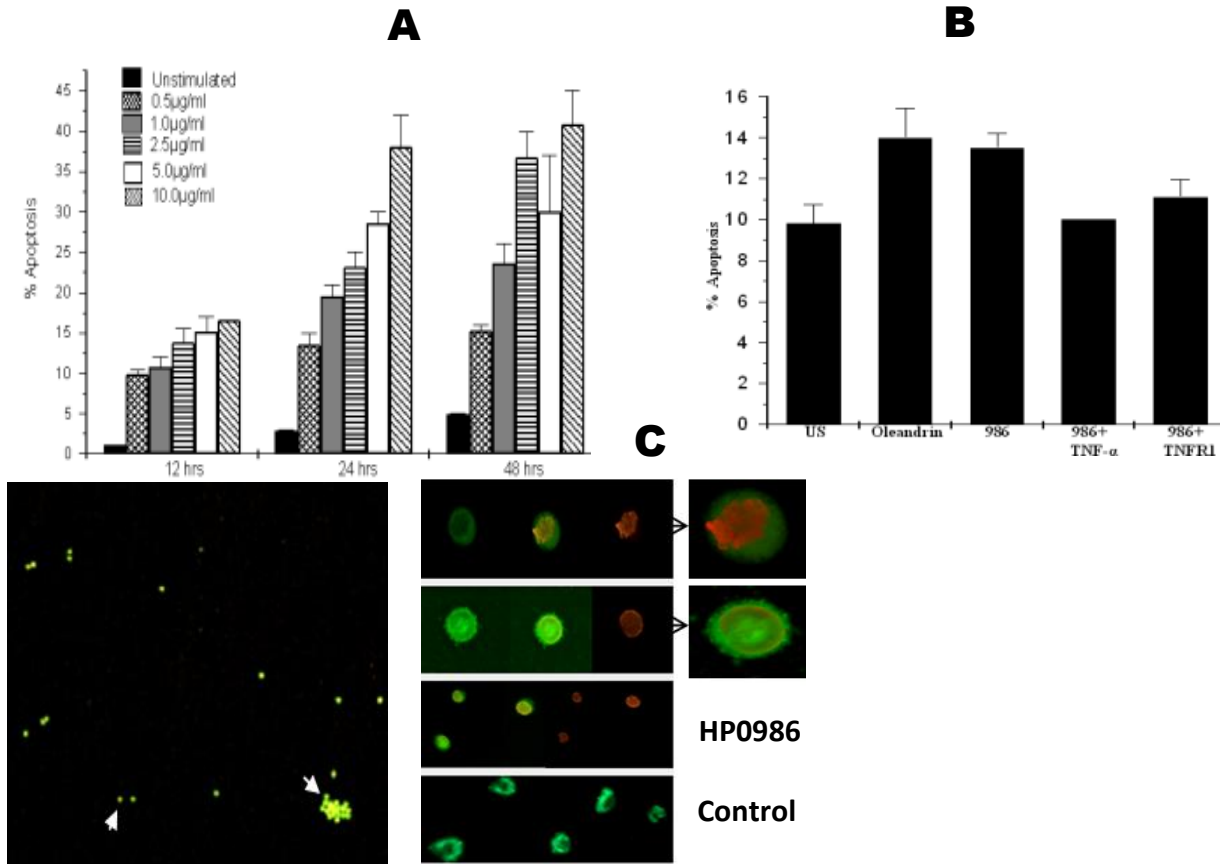 A
Unstimulated
0.5µg/ml
1.0µg/ml
2.5µg/ml
5.0µg/ml
10.0µg/ml
% Apoptosis
45
40
35
30
25
20
15
10
5
0
12 hrs 24 hrs 48 hrs
B
% Apoptosis
16
14
12
10
8
6
4
2
0
US Oleandrin 986 986+ 986+
TNF-α TNFR1
C
HP0986
Control